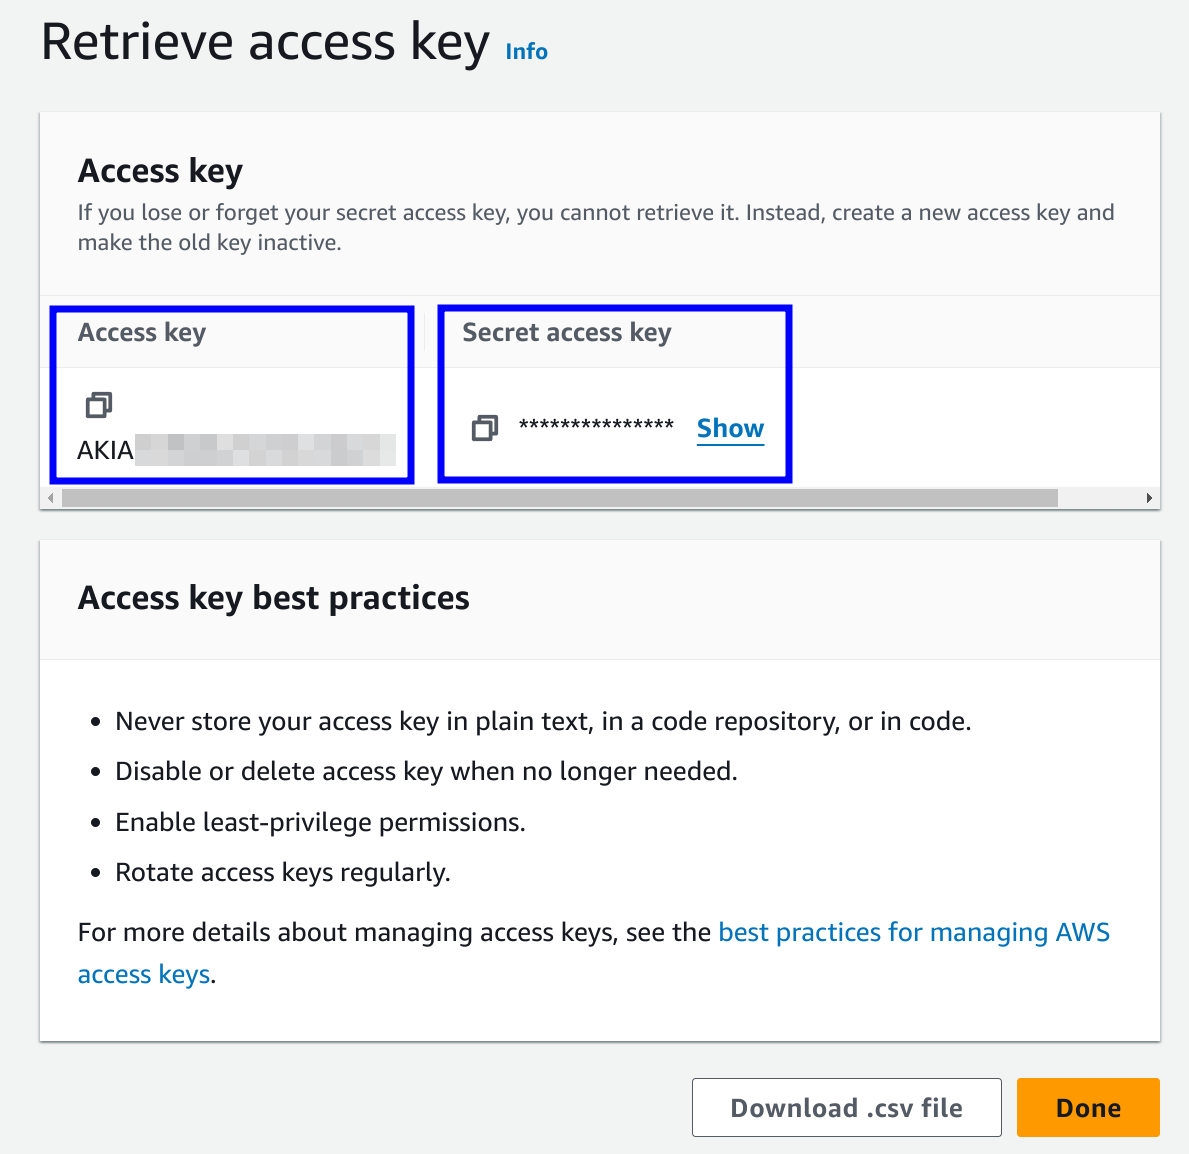 Retrieve access key Info
Access key
If you lose or forget your secret access key, you cannot retrieve it. Instead, create a new access key and
make the old key inactive.
Access key
Secret access key
AKIA
*************** Show
Access key best practices
• Never store your access key in plain text, in a code repository, or in code.
• Disable or delete access key when no longer needed.
• Enable least-privilege permissions.
• Rotate access keys regularly.
For more details about managing access keys, see the best practices for managing AWS
access keys.
Download .csv file
Done